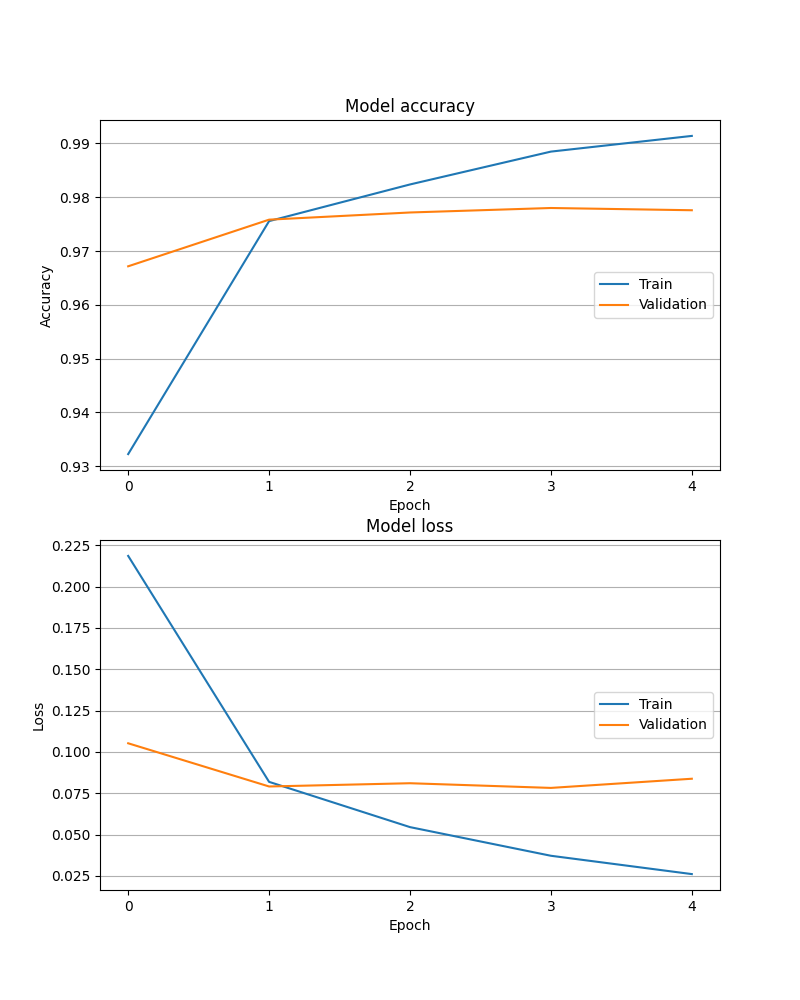 Model accuracy
0.99
0.98
0.97
0.96
0.95
0.94
0.93
Accuracy
Train
Validation
0 1 2 3 4
Epoch
Model loss
0.225
0.200
0.175
0.150
0.125
0.100
0.075
0.050
0.025
Loss
Train
Validation
0 1 2 3 4
Epoch